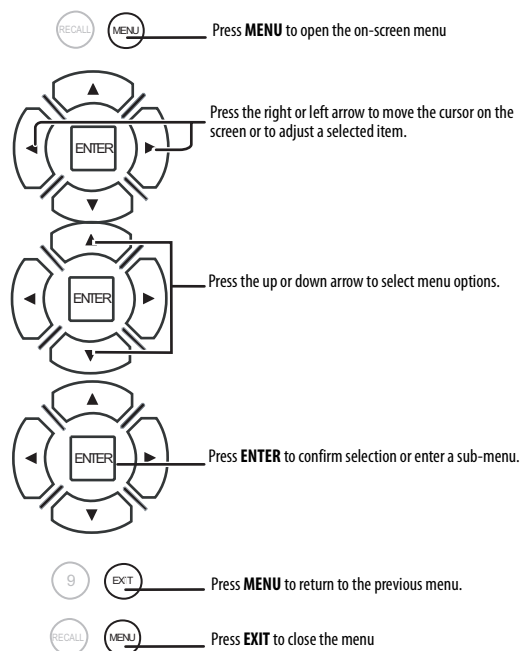 RECALL MENU Press MENU to open the on-screen menu
Press the right or left arrow to move the cursor on the
screen or to adjust a selected item.
ENTER
Press the up or down arrow to select menu options.
ENTER
ENTER Press ENTER to confirm selection or enter a sub-menu.
9 EXIT Press MENU to return to the previous menu.
RECALL MENU Press EXIT to close the menu